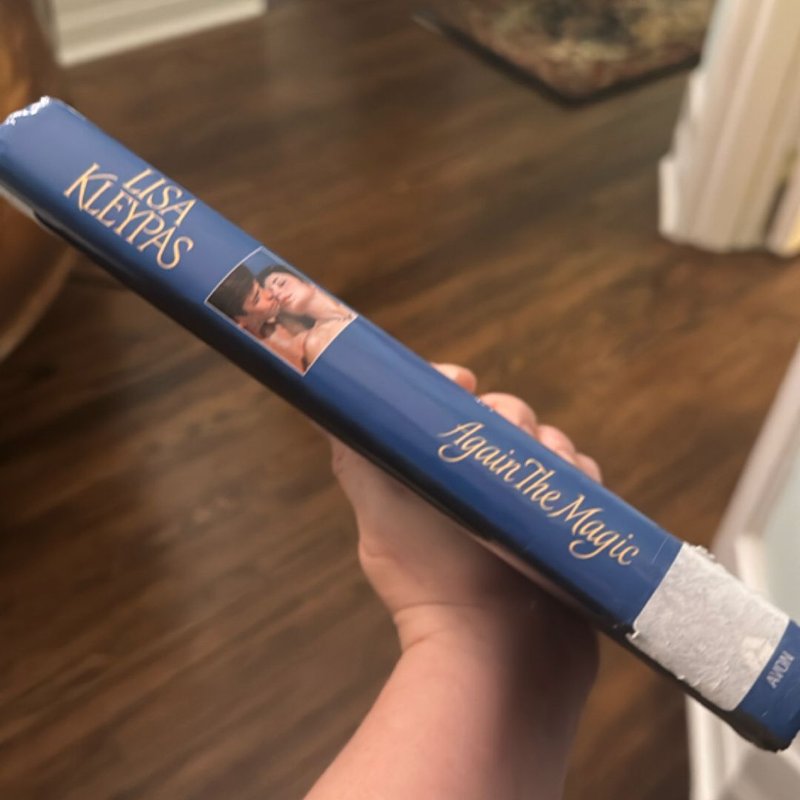 LISA
KLEYPAS
Again The Magic
AVON